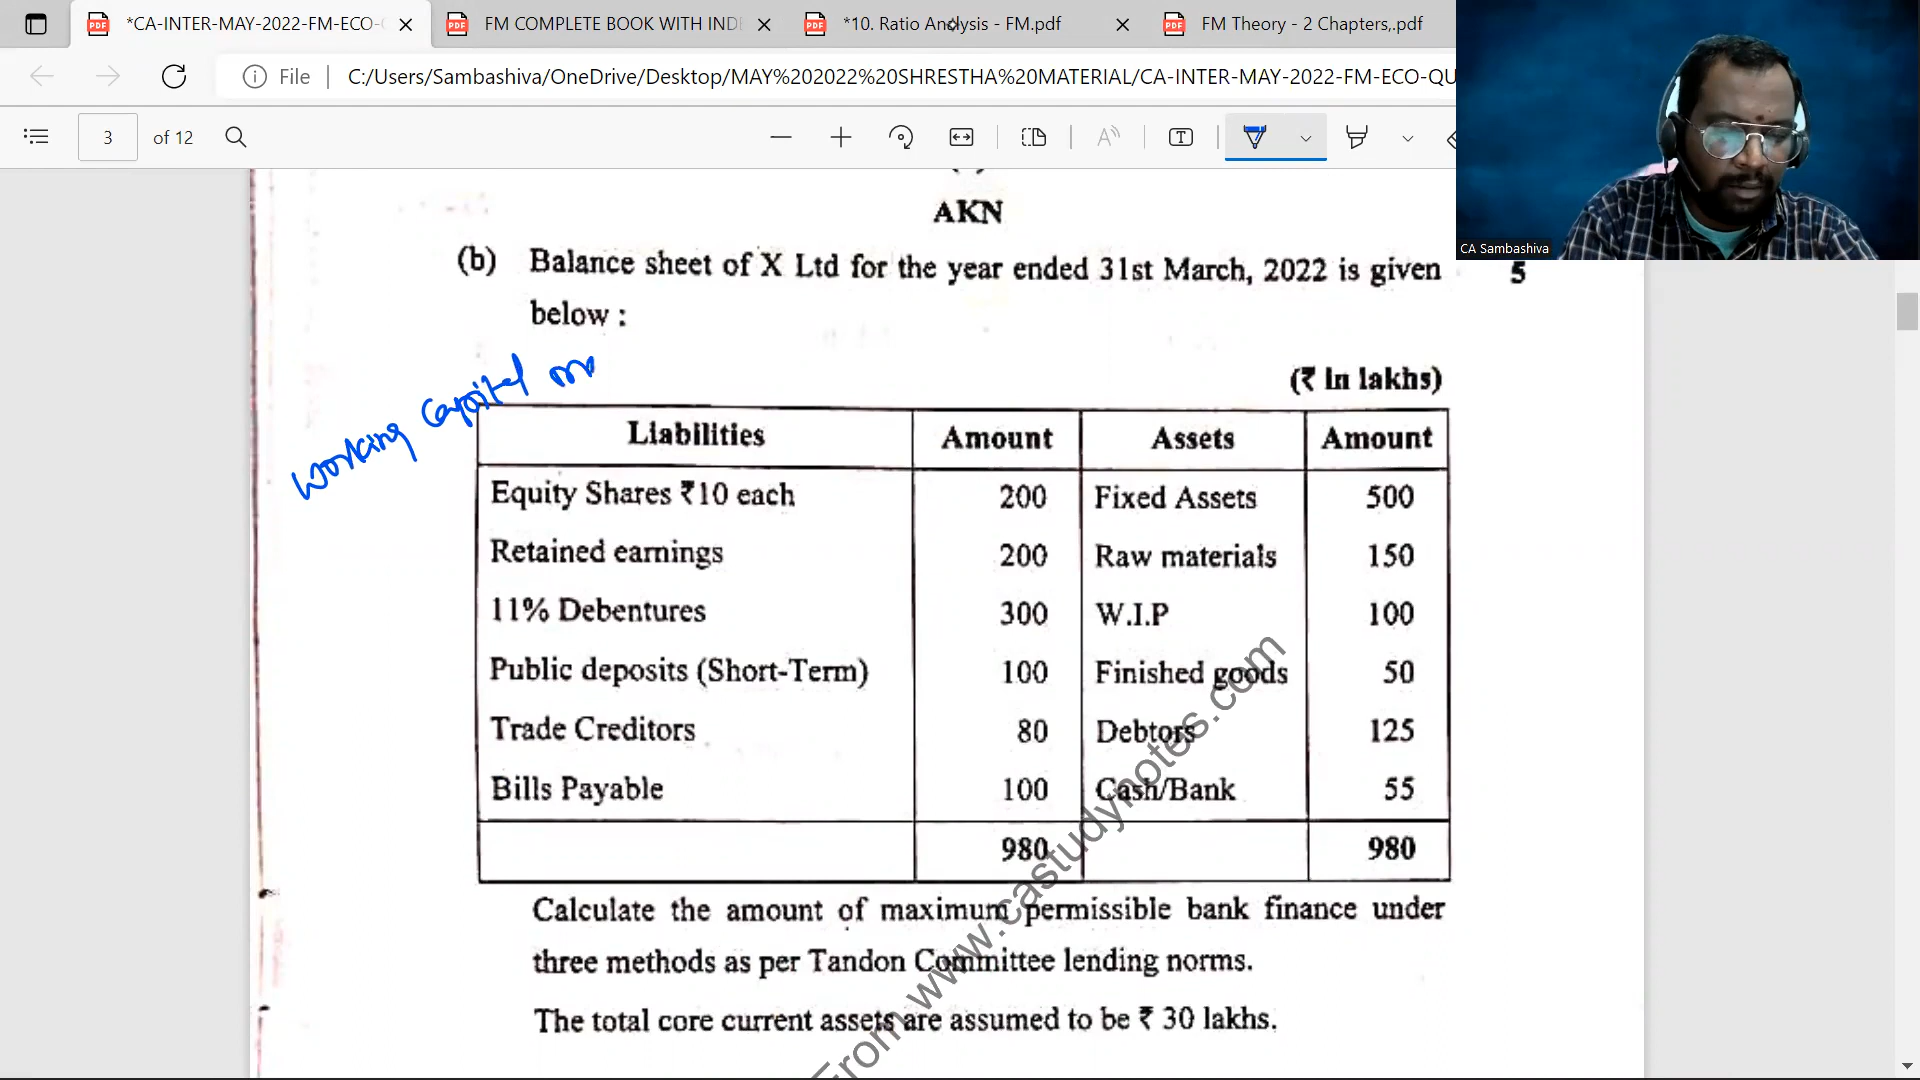 *CA-INTER-MAY-2022-FM-ECO-
FM COMPLETE BOOK WITH INDE
*10. Ratio Analysis - FM.pdf
FM Theory - 2 Chapters,.pdf
File
C:/Users/Sambashiva/OneDrive/Desktop/MAY%202022%20SHRESTHA%20MATERIAL/CA-INTER-MAY-2022-FM-ECO-QU
3 of 12
CA Sambashiva
AKN
(b) Balance sheet of X Ltd for the year ended 31st March, 2022 is given 5
below :
Working Capital
(₹ in lakhs)
Liabilities Amount Assets Amount
Equity Shares ₹10 each 200 Fixed Assets 500
Retained earnings 200 Raw materials 150
11% Debentures 300 W.I.P 100
Public deposits (Short-Term) 100 Finished goods 50
Trade Creditors 80 Debtors 125
Bills Payable 100 Cash/Bank 55
980 980
Calculate the amount of maximum permissible bank finance under
three methods as per Tandon Committee lending norms.
The total core current assets are assumed to be ₹ 30 lakhs.
From www.castudynotes.com